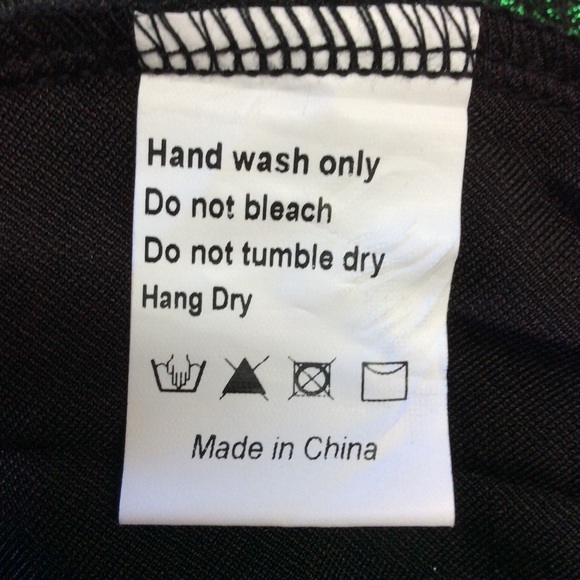 Hand wash only
Do not bleach
Do not tumble dry
Hang Dry
Made in China